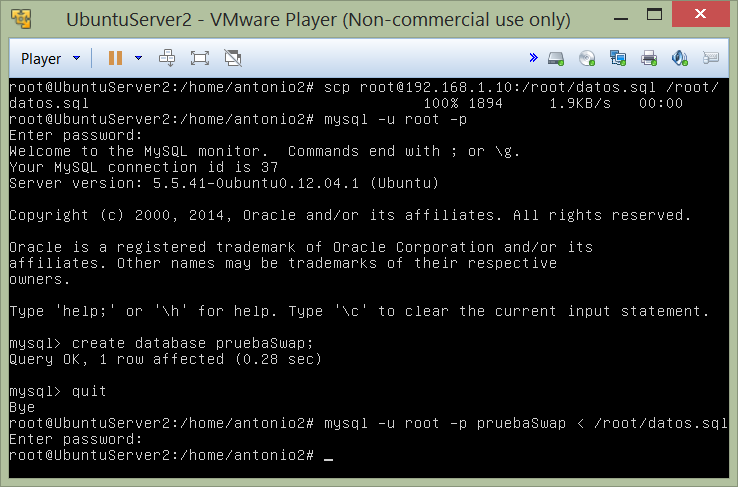 UbuntuServer2 - VMware Player (Non-commercial use only)
Player
root@UbuntuServer2:/home/antonio2# scp root@192.168.1.10:/root/datos.sql /root/
datos.sql 100% 1894 1.9KB/s 00:00
root@UbuntuServer2:/home/antonio2# mysql -u root -p
Enter password:
Welcome to the MySQL monitor.  Commands end with ; or \g.
Your MySQL connection id is 37
Server version: 5.5.41-0ubuntu0.12.04.1 (Ubuntu)
Copyright (c) 2000, 2014, Oracle and/or its affiliates. All rights reserved.
Oracle is a registered trademark of Oracle Corporation and/or its
affiliates. Other names may be trademarks of their respective
owners.
Type 'help;' or '\h' for help. Type '\c' to clear the current input statement.
mysql> create database pruebaSwap;
Query OK, 1 row affected (0.28 sec)
mysql> quit
Bye
root@UbuntuServer2:/home/antonio2# mysql -u root -p pruebaSwap < /root/datos.sql
Enter password:
root@UbuntuServer2:/home/antonio2# _